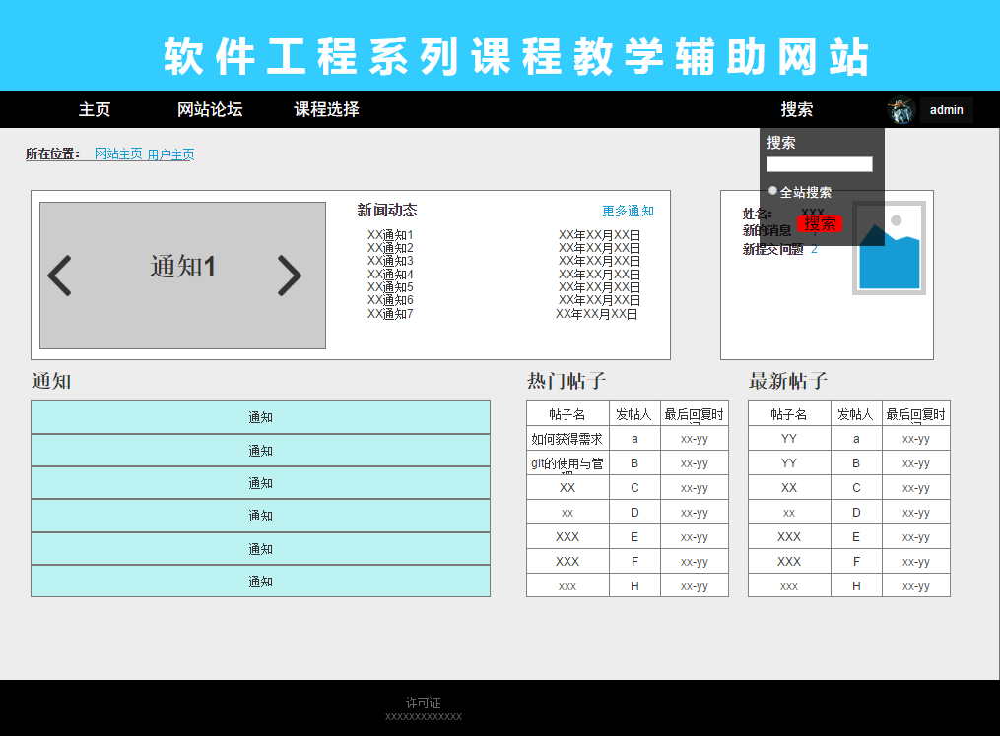 软件工程系列课程教学辅助网站
主页 网站论坛 课程选择 搜索 admin
所在位置： 网站主页 用户主页
搜索
全站搜索
搜索
通知1
新闻动态 更多通知
XX通知1 XX年XX月XX日
XX通知2 XX年XX月XX日
XX通知3 XX年XX月XX日
XX通知4 XX年XX月XX日
XX通知5 XX年XX月XX日
XX通知6 XX年XX月XX日
XX通知7 XX年XX月XX日
姓名： XXX
新的消息
新提交问题 2
通知
通知
通知
通知
通知
通知
通知
热门帖子
帖子名 发帖人 最后回复时间
如何获得需求 a xx-yy
git的使用与管理 B xx-yy
XX C xx-yy
xx D xx-yy
XXX E xx-yy
XXX F xx-yy
xxx H xx-yy
最新帖子
帖子名 发帖人 最后回复时间
YY a xx-yy
YY B xx-yy
XX C xx-yy
xx D xx-yy
XXX E xx-yy
XXX F xx-yy
xxx H xx-yy
许可证
xxxxxxxxxxxxx